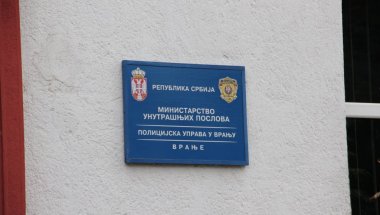 РЕПУБЛИКА СРБИЈА
МИНИСТАРСТВО
УНУТРАШЊИХ ПОСЛОВА
ПОЛИЦИЈСКА УПРАВА У ВРАЊУ
ВРАЊЕ